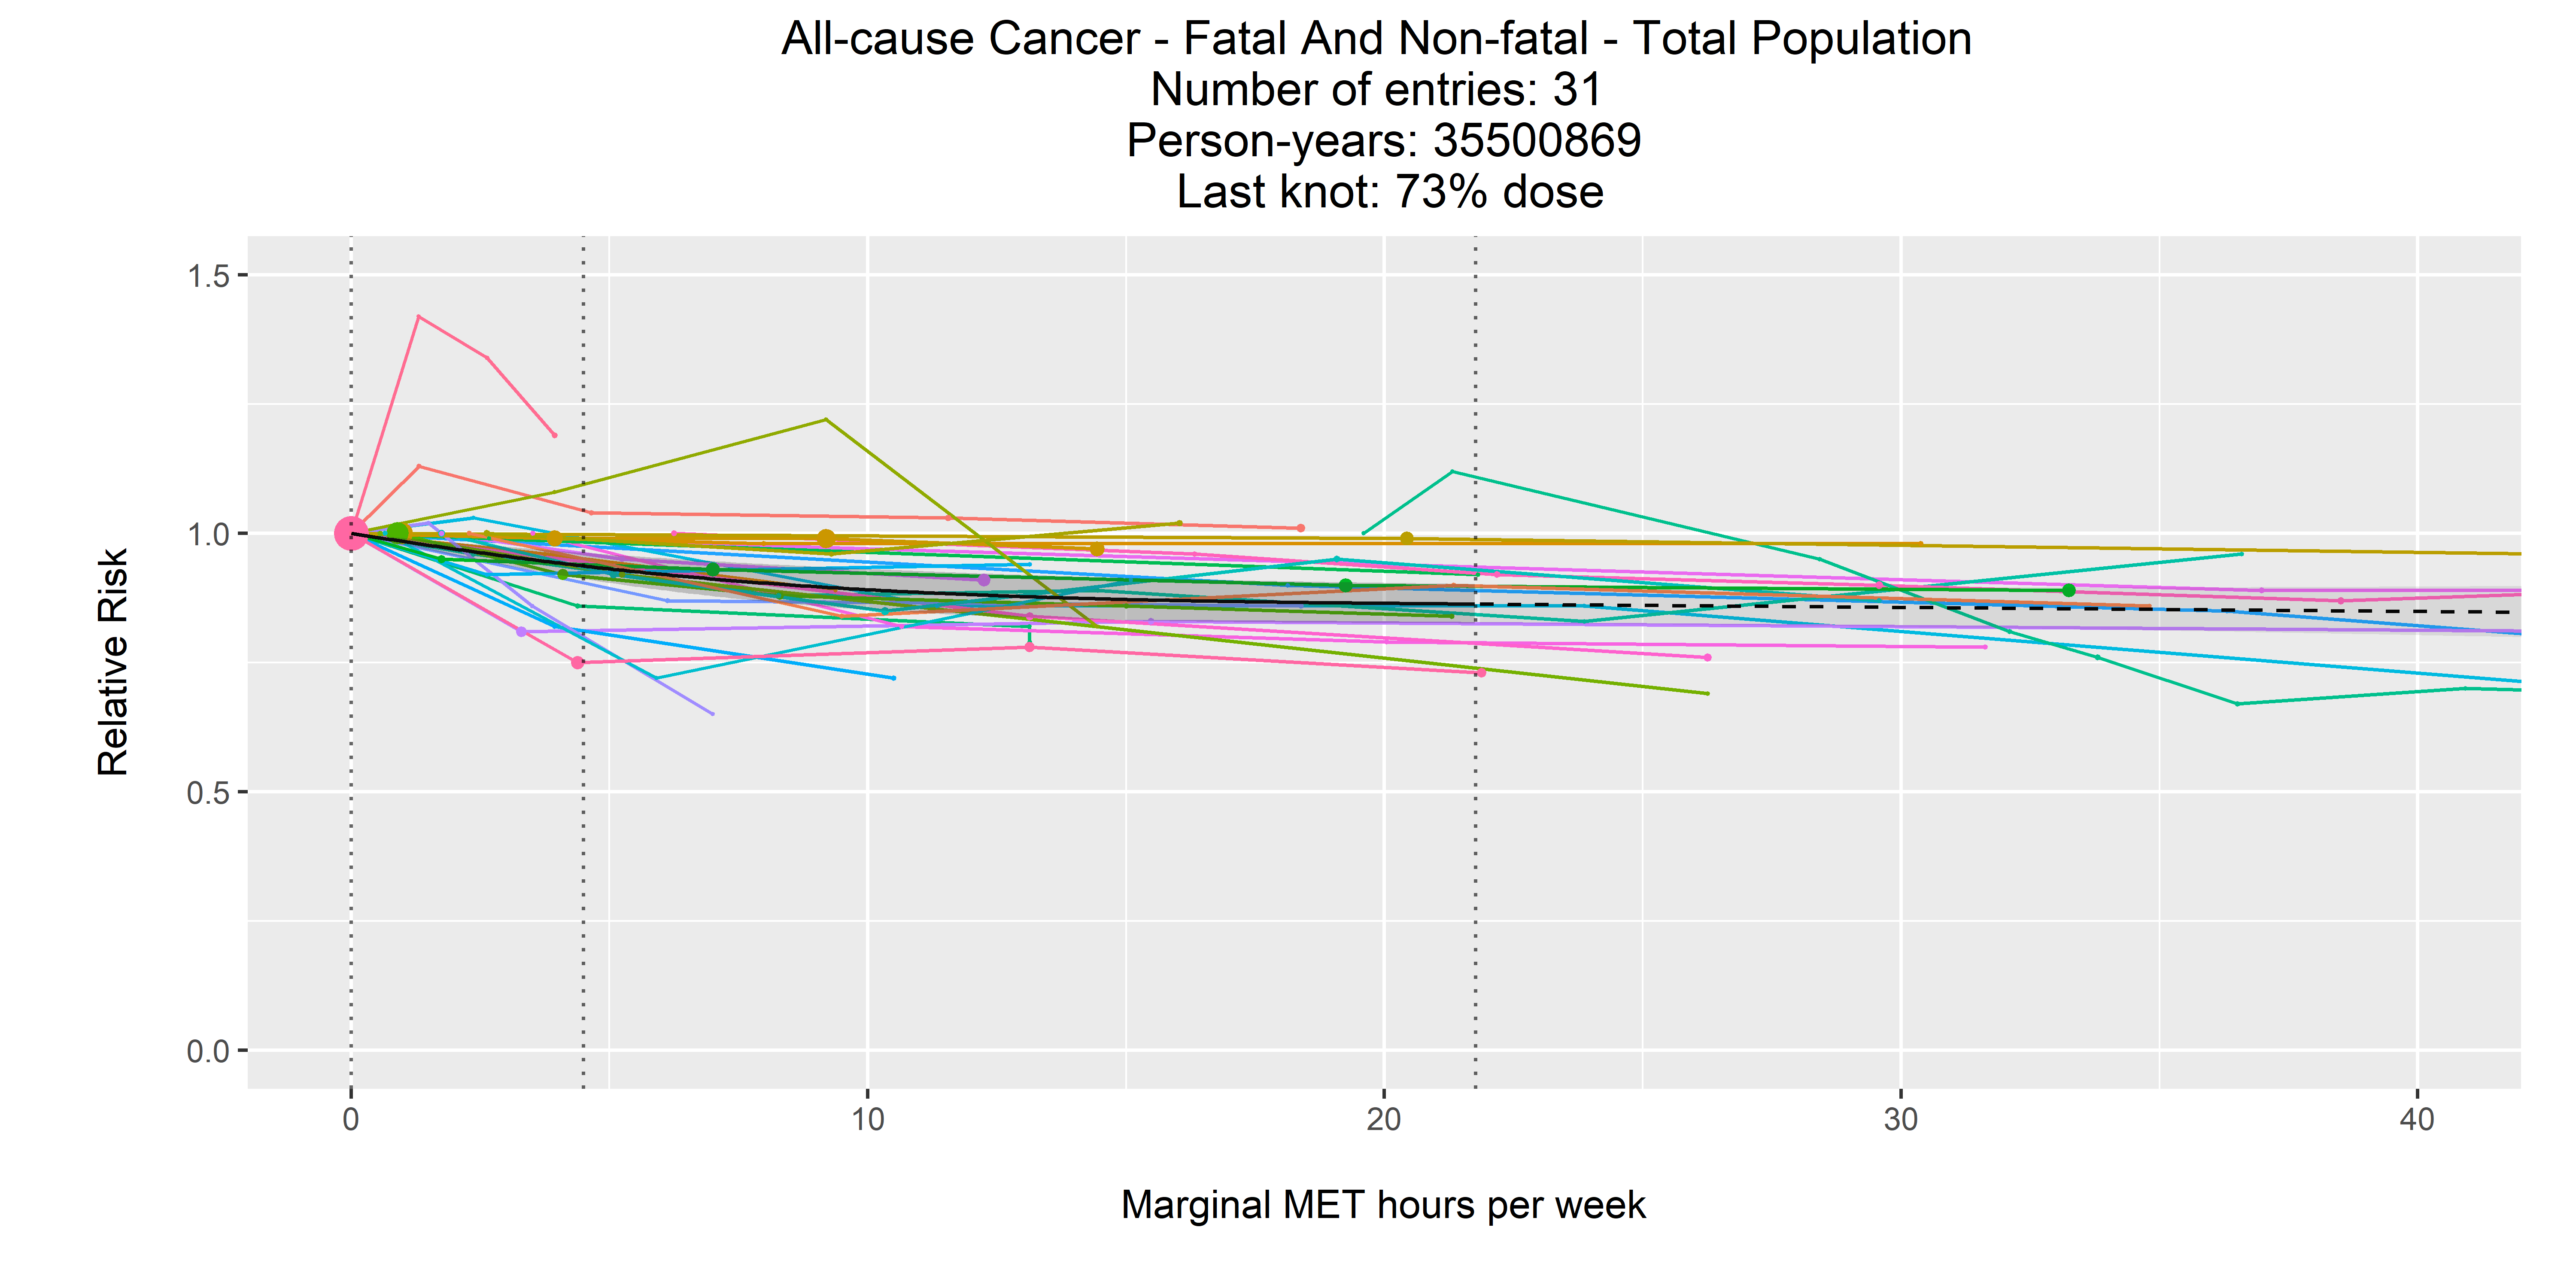 All-cause Cancer - Fatal And Non-fatal - Total Population
Number of entries: 31
Person-years: 35500869
Last knot: 73% dose
1.5
1.0
0.5
0.0
Relative Risk
0 10 20 30 40
Marginal MET hours per week